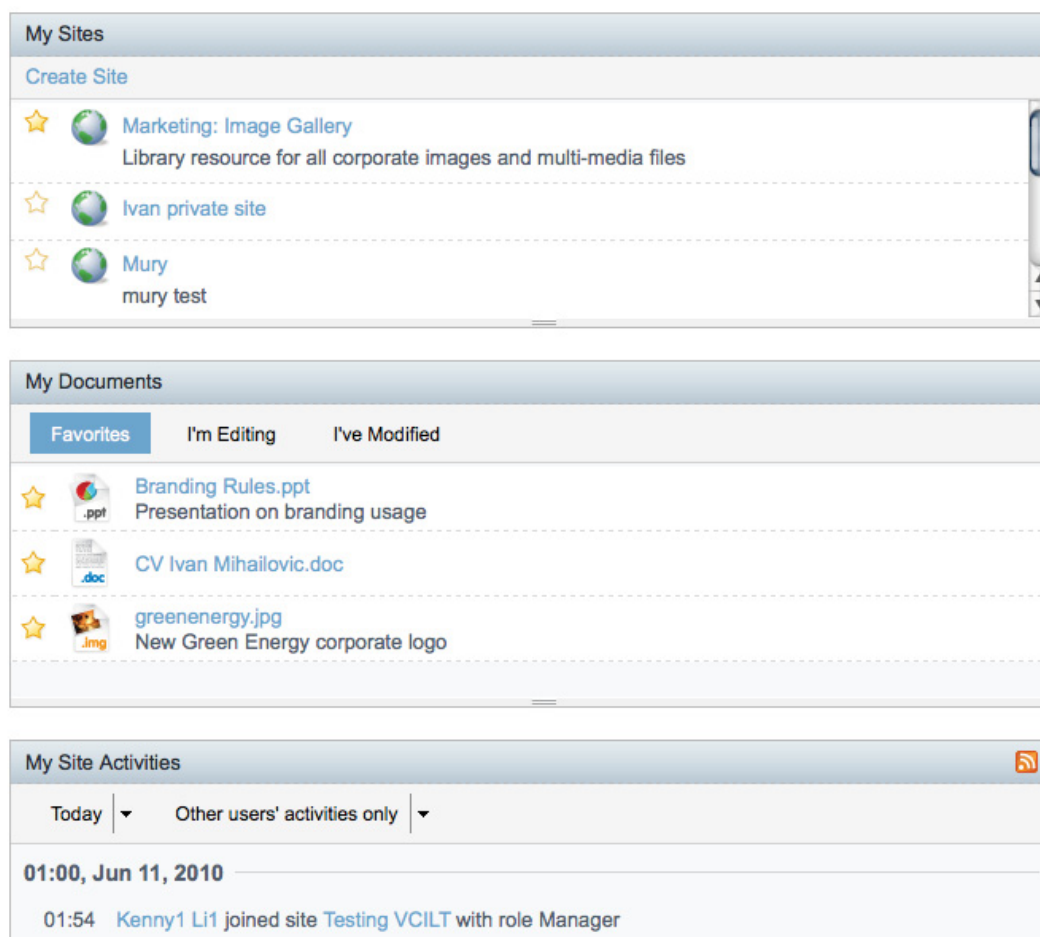 My Sites
Create Site
Marketing: Image Gallery
Library resource for all corporate images and multi-media files
Ivan private site
Mury
mury test
My Documents
Favorites I'm Editing I've Modified
Branding Rules.ppt
.ppt Presentation on branding usage
CV Ivan Mihailovic.doc
.doc
greenenergy.jpg
.img New Green Energy corporate logo
My Site Activities
Today Other users' activities only
01:00, Jun 11, 2010
01:54 Kenny1 Li1 joined site Testing VCILT with role Manager